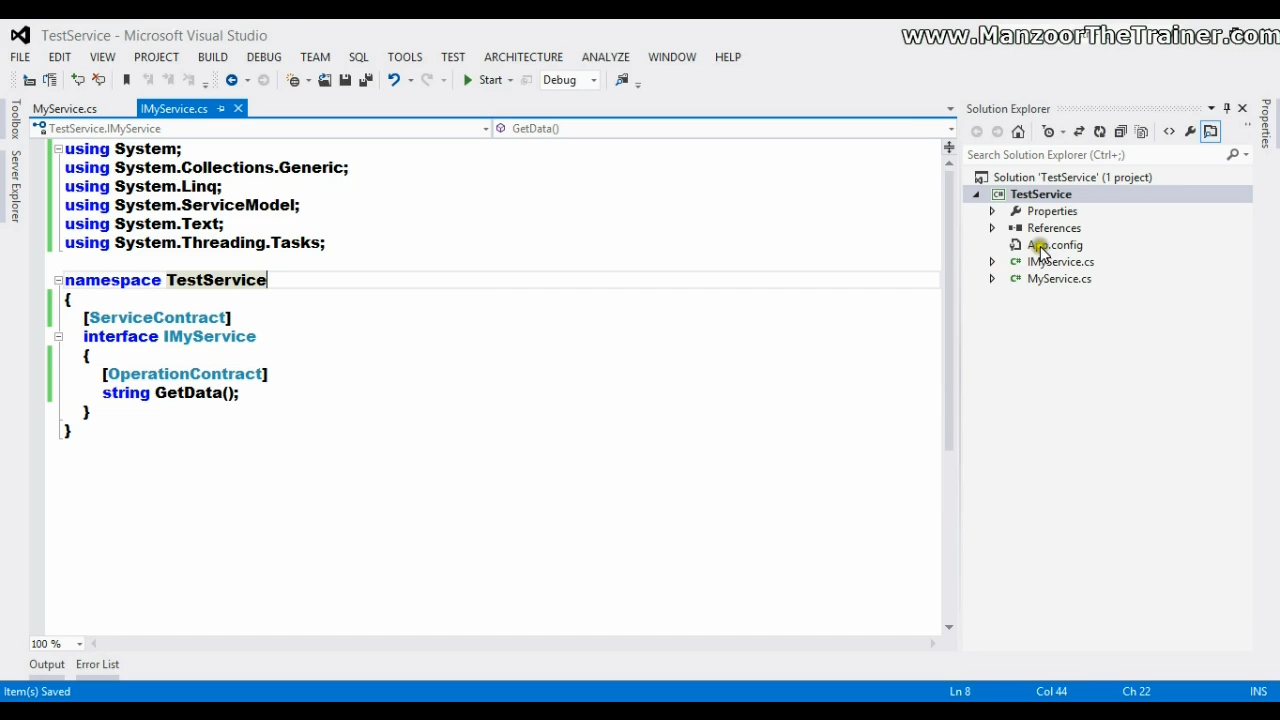 www.ManzoorTheTrainer.com
TestService - Microsoft Visual Studio
FILE EDIT VIEW PROJECT BUILD DEBUG TEAM SQL TOOLS TEST ARCHITECTURE ANALYZE WINDOW HELP
Start Debug
MyService.cs IMyService.cs
TestService.IMyService GetData()
Toolbox
Server Explorer
using System;
using System.Collections.Generic;
using System.Linq;
using System.ServiceModel;
using System.Text;
using System.Threading.Tasks;
namespace TestService
{
[ServiceContract]
interface IMyService
{
[OperationContract]
string GetData();
}
}
100 %
Output Error List
Solution Explorer
Search Solution Explorer (Ctrl+;)
Solution 'TestService' (1 project)
C# TestService
Properties
References
App.config
C# IMyService.cs
C# MyService.cs
Properties
Item(s) Saved Ln 8 Col 44 Ch 22 INS